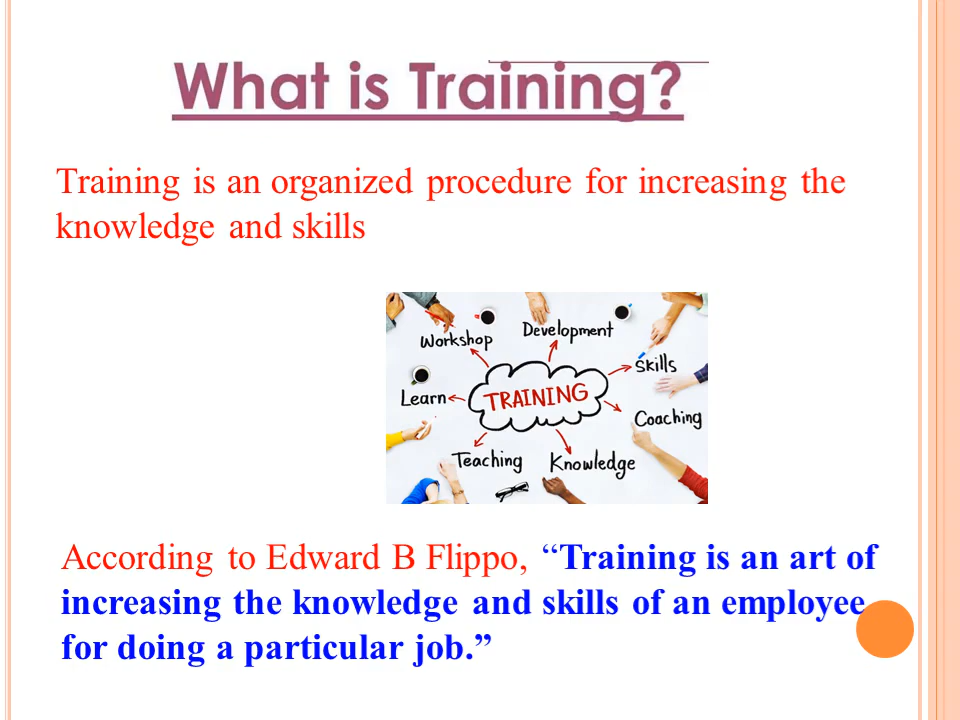 What is Training?
Training is an organized procedure for increasing the
knowledge and skills
Workshop
Development
Skills
Learn
TRAINING
Coaching
Teaching
Knowledge
According to Edward B Flippo, “Training is an art of
increasing the knowledge and skills of an employee
for doing a particular job.”